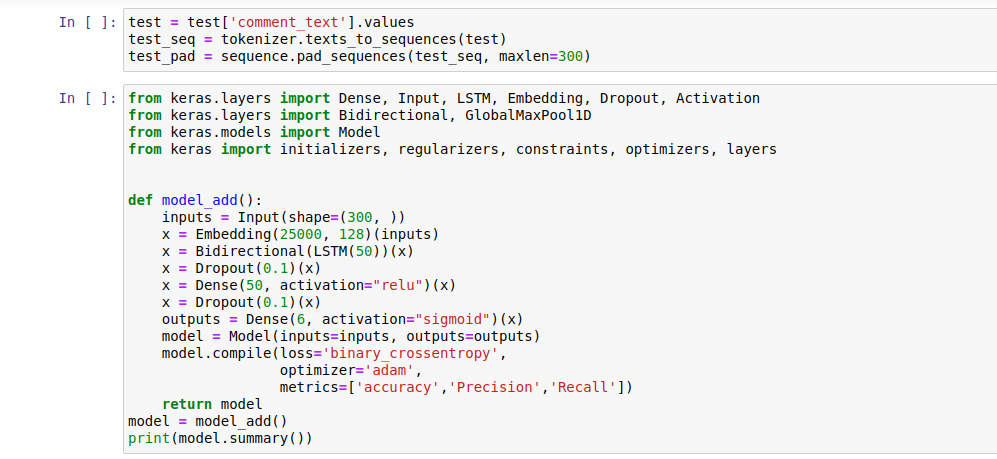 In [ ]: test = test['comment_text'].values
test_seq = tokenizer.texts_to_sequences(test)
test_pad = sequence.pad_sequences(test_seq, maxlen=300)
In [ ]: from keras.layers import Dense, Input, LSTM, Embedding, Dropout, Activation
from keras.layers import Bidirectional, GlobalMaxPool1D
from keras.models import Model
from keras import initializers, regularizers, constraints, optimizers, layers
def model_add():
    inputs = Input(shape=(300, ))
    x = Embedding(25000, 128)(inputs)
    x = Bidirectional(LSTM(50))(x)
    x = Dropout(0.1)(x)
    x = Dense(50, activation="relu")(x)
    x = Dropout(0.1)(x)
    outputs = Dense(6, activation="sigmoid")(x)
    model = Model(inputs=inputs, outputs=outputs)
    model.compile(loss='binary_crossentropy',
                  optimizer='adam',
                  metrics=['accuracy','Precision','Recall'])
    return model
model = model_add()
print(model.summary())